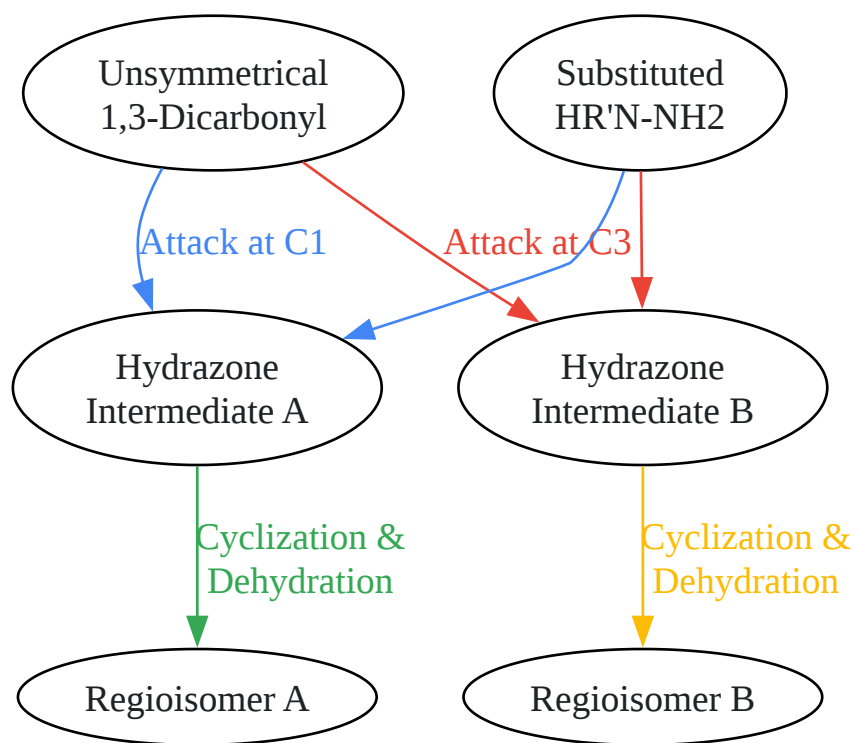 Unsymmetrical
1,3-Dicarbonyl
Substituted
HR'N-NH2
Attack at C1
Attack at C3
Hydrazone
Intermediate A
Hydrazone
Intermediate B
Cyclization &
Dehydration
Cyclization &
Dehydration
Regioisomer A
Regioisomer B